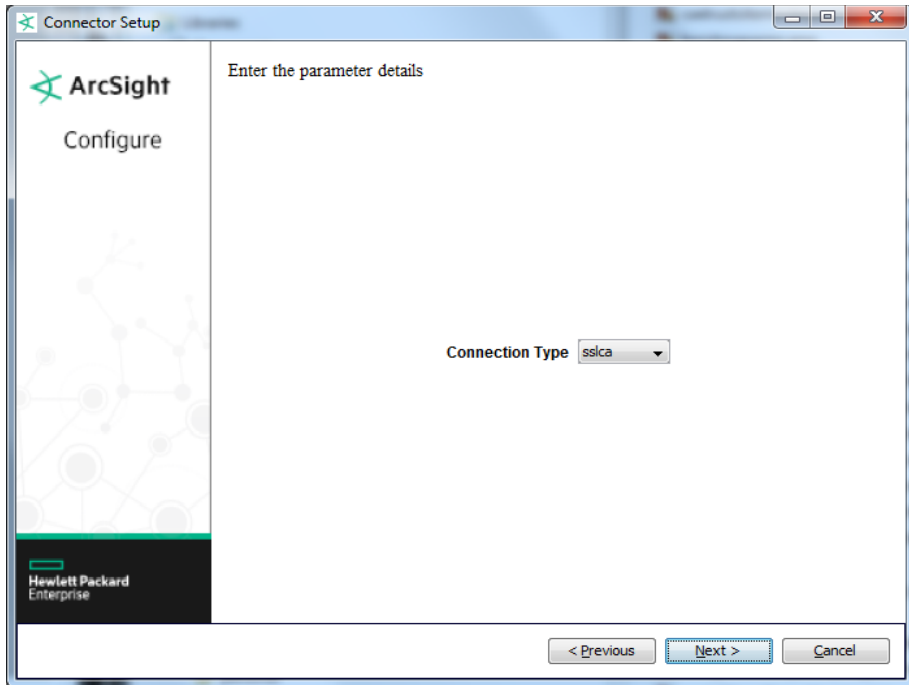 Connector Setup
ArcSight
Configure
Enter the parameter details
Connection Type sslca
Hewlett Packard
Enterprise
< Previous Next > Cancel